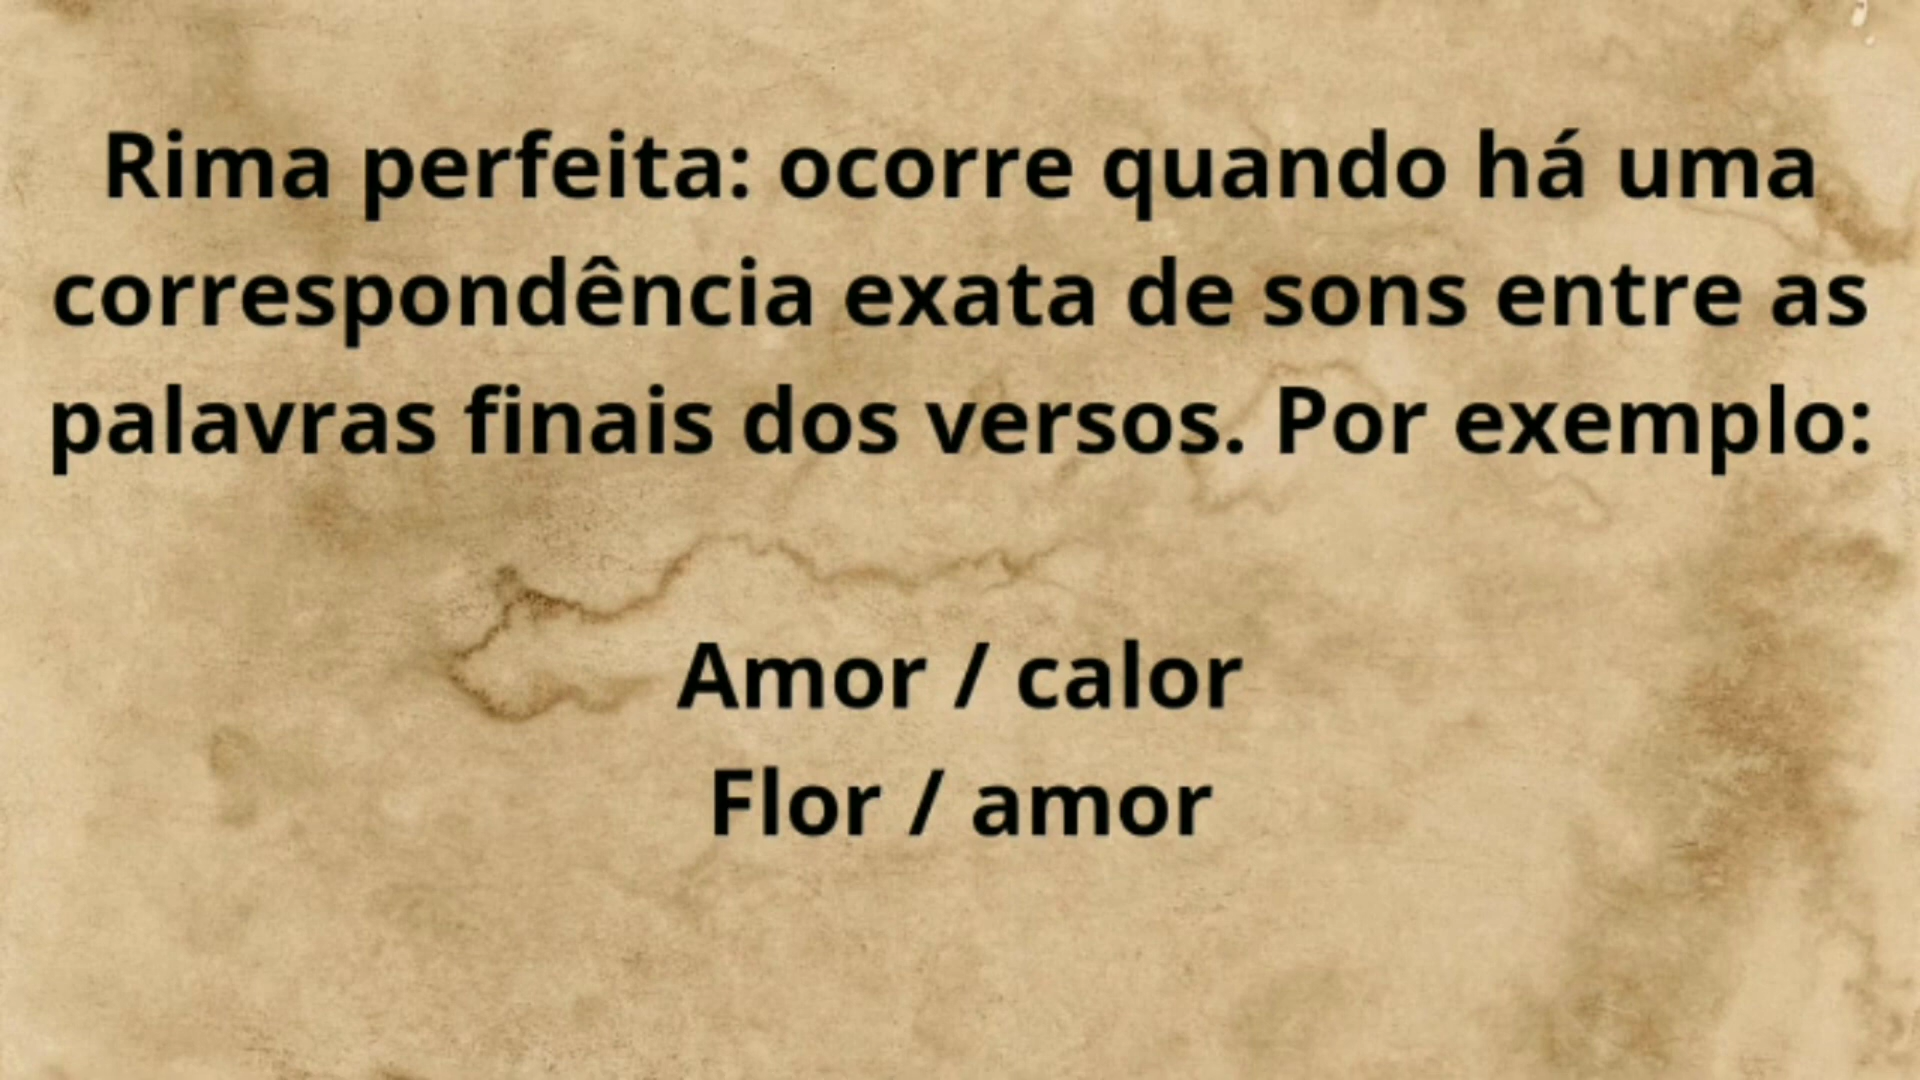 Rima perfeita: ocorre quando há uma
correspondência exata de sons entre as
palavras finais dos versos. Por exemplo:
Amor / calor
Flor / amor